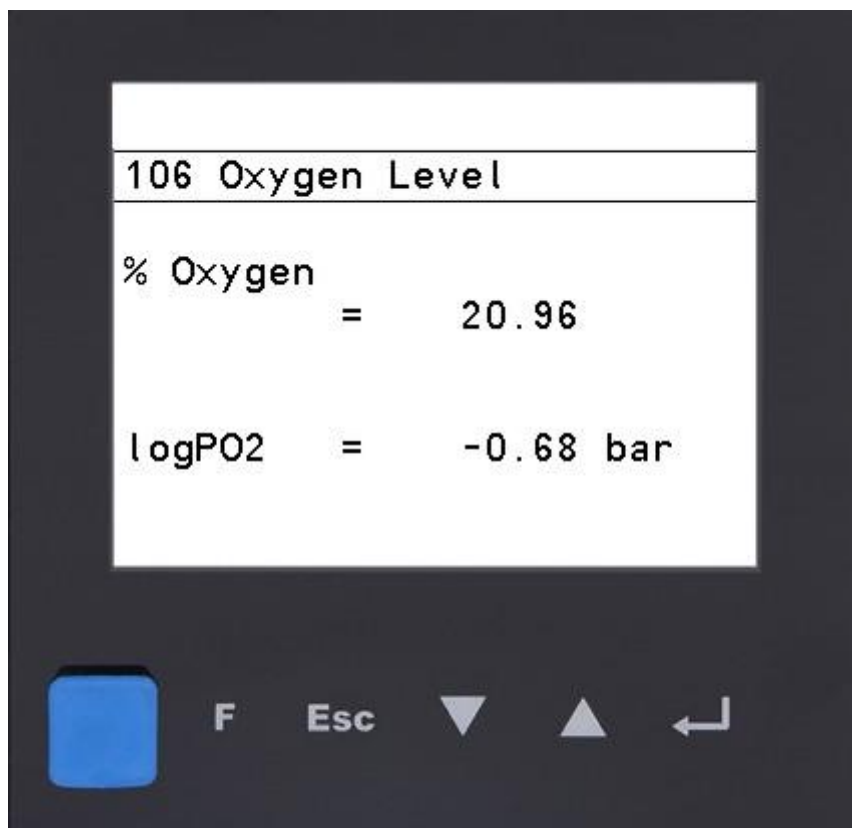 106 Oxygen Level
% Oxygen
= 20.96
logPO2 = -0.68 bar
F Esc